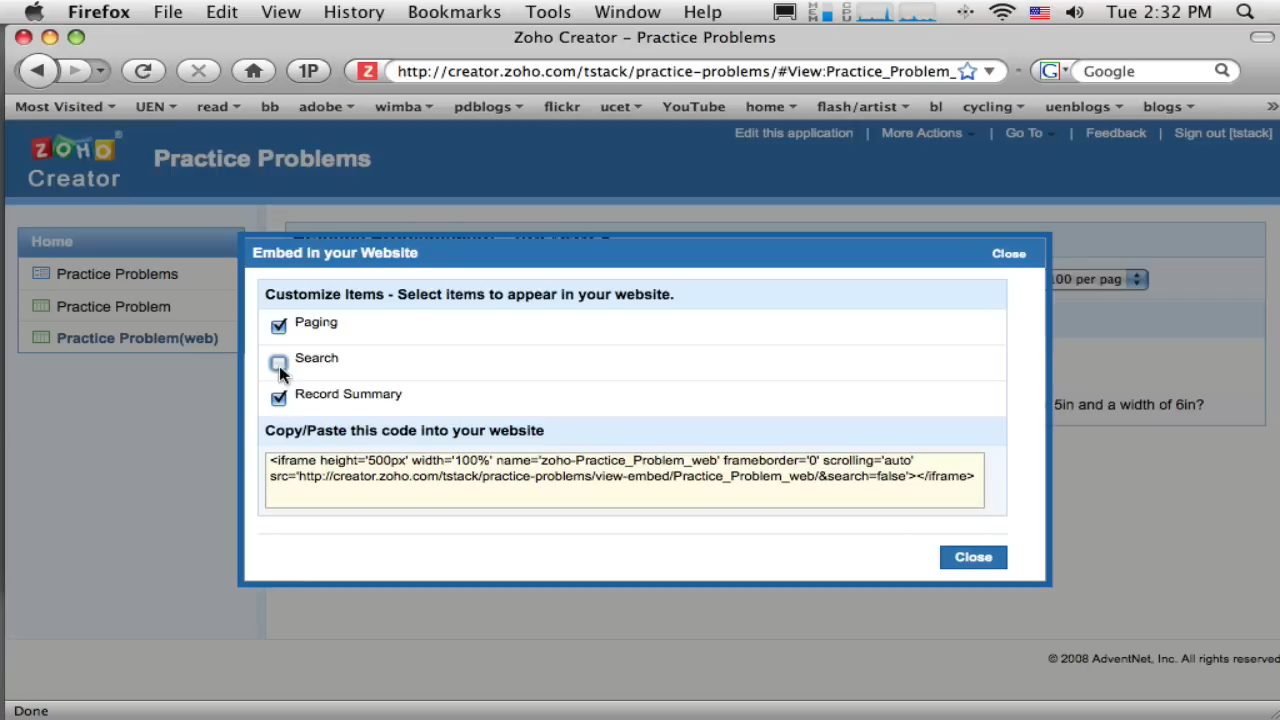 Firefox File Edit View History Bookmarks Tools Window Help Tue 2:32 PM
Zoho Creator – Practice Problems
1P Z http://creator.zoho.com/tstack/practice-problems/#View:Practice_Problem_ G Google
Most Visited UEN read bb adobe wimba pdblogs flickr ucet YouTube home flash/artist bl cycling uenblogs blogs »
Edit this application | More Actions | Go To | Feedback | Sign out [tstack]
ZOHO
Creator
Practice Problems
Home
Practice Problems
Practice Problem
Practice Problem(web)
100 per pag
5in and a width of 6in?
Embed in your Website Close
Customize Items - Select items to appear in your website.
Paging
Search
Record Summary
Copy/Paste this code into your website
<iframe height='500px' width='100%' name='zoho-Practice_Problem_web' frameborder='0' scrolling='auto'
src='http://creator.zoho.com/tstack/practice-problems/view-embed/Practice_Problem_web/&search=false'></iframe>
Close
© 2008 AdventNet, Inc. All rights reserved
Done